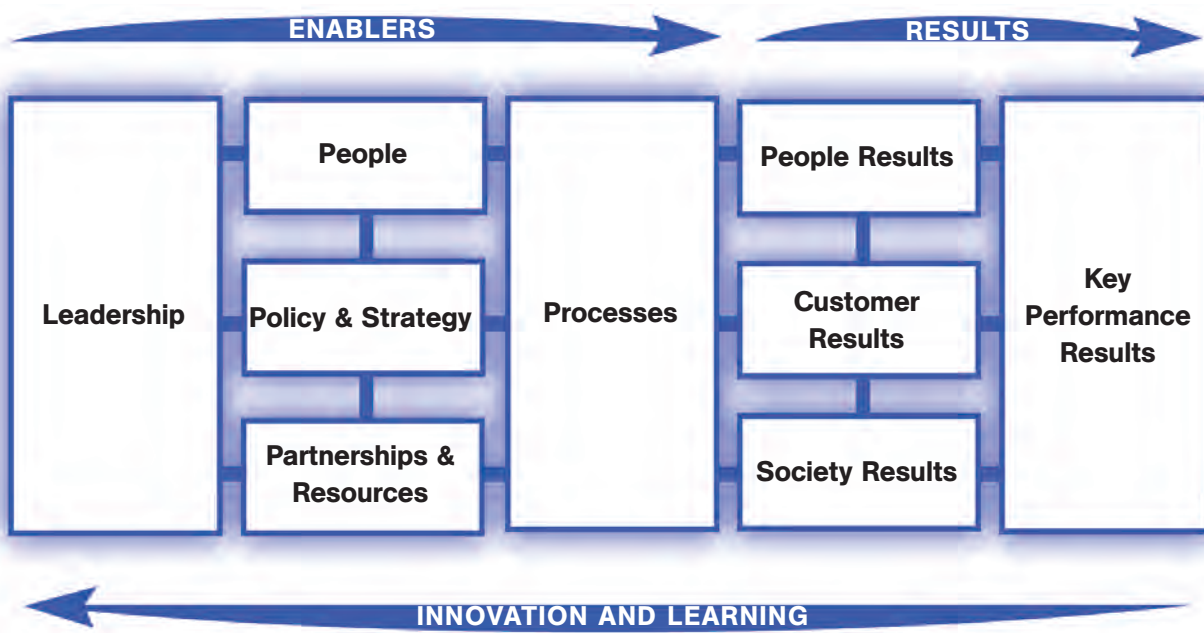 ENABLERS
RESULTS
People
People Results
Leadership
Policy & Strategy
Processes
Customer
Results
Key
Performance
Results
Partnerships &
Resources
Society Results
INNOVATION AND LEARNING